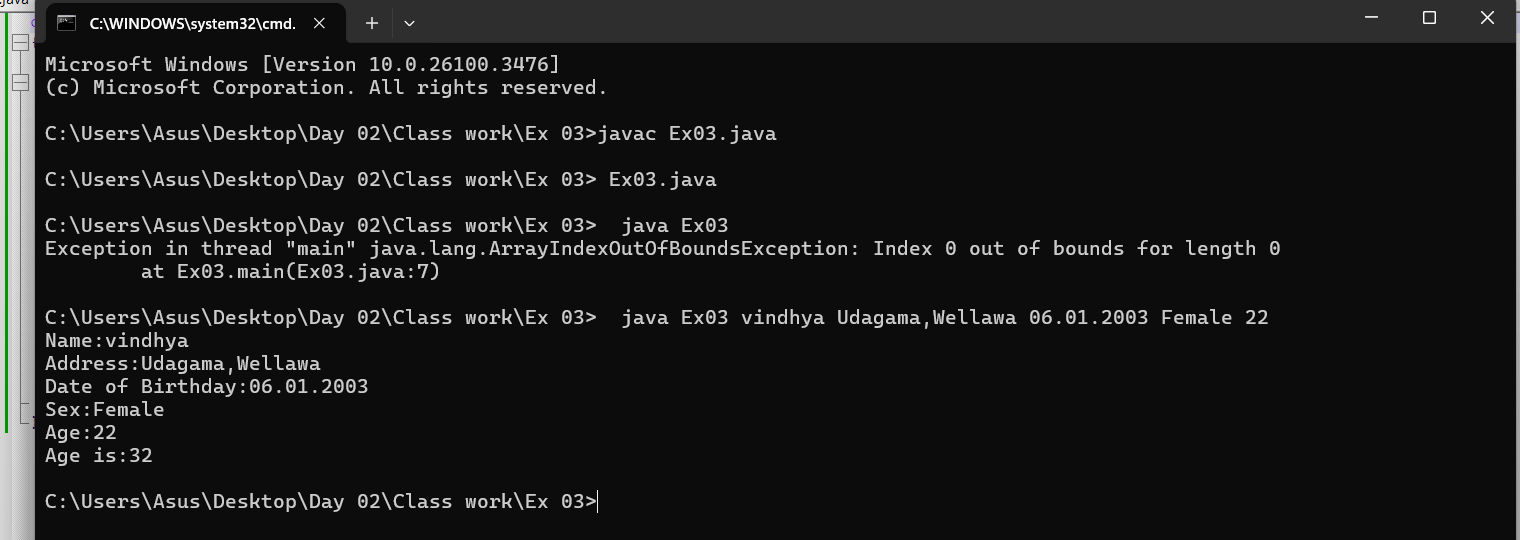 .java
C:\WINDOWS\system32\cmd.
Microsoft Windows [Version 10.0.26100.3476]
(c) Microsoft Corporation. All rights reserved.
C:\Users\Asus\Desktop\Day 02\Class work\Ex 03>javac Ex03.java
C:\Users\Asus\Desktop\Day 02\Class work\Ex 03> Ex03.java
C:\Users\Asus\Desktop\Day 02\Class work\Ex 03>  java Ex03
Exception in thread "main" java.lang.ArrayIndexOutOfBoundsException: Index 0 out of bounds for length 0
        at Ex03.main(Ex03.java:7)
C:\Users\Asus\Desktop\Day 02\Class work\Ex 03>  java Ex03 vindhya Udagama,Wellawa 06.01.2003 Female 22
Name:vindhya
Address:Udagama,Wellawa
Date of Birthday:06.01.2003
Sex:Female
Age:22
Age is:32
C:\Users\Asus\Desktop\Day 02\Class work\Ex 03>